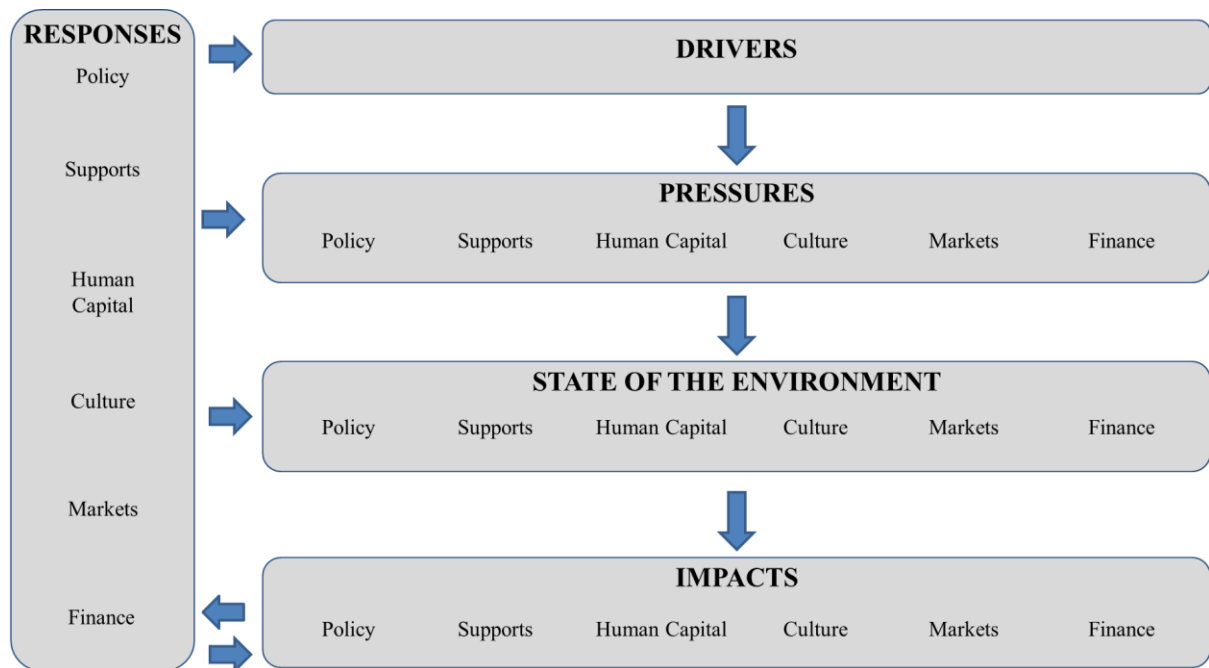 RESPONSES
Policy
Supports
Human
Capital
Culture
Markets
Finance
DRIVERS
PRESSURES
Policy Supports Human Capital Culture Markets Finance
STATE OF THE ENVIRONMENT
Policy Supports Human Capital Culture Markets Finance
IMPACTS
Policy Supports Human Capital Culture Markets Finance